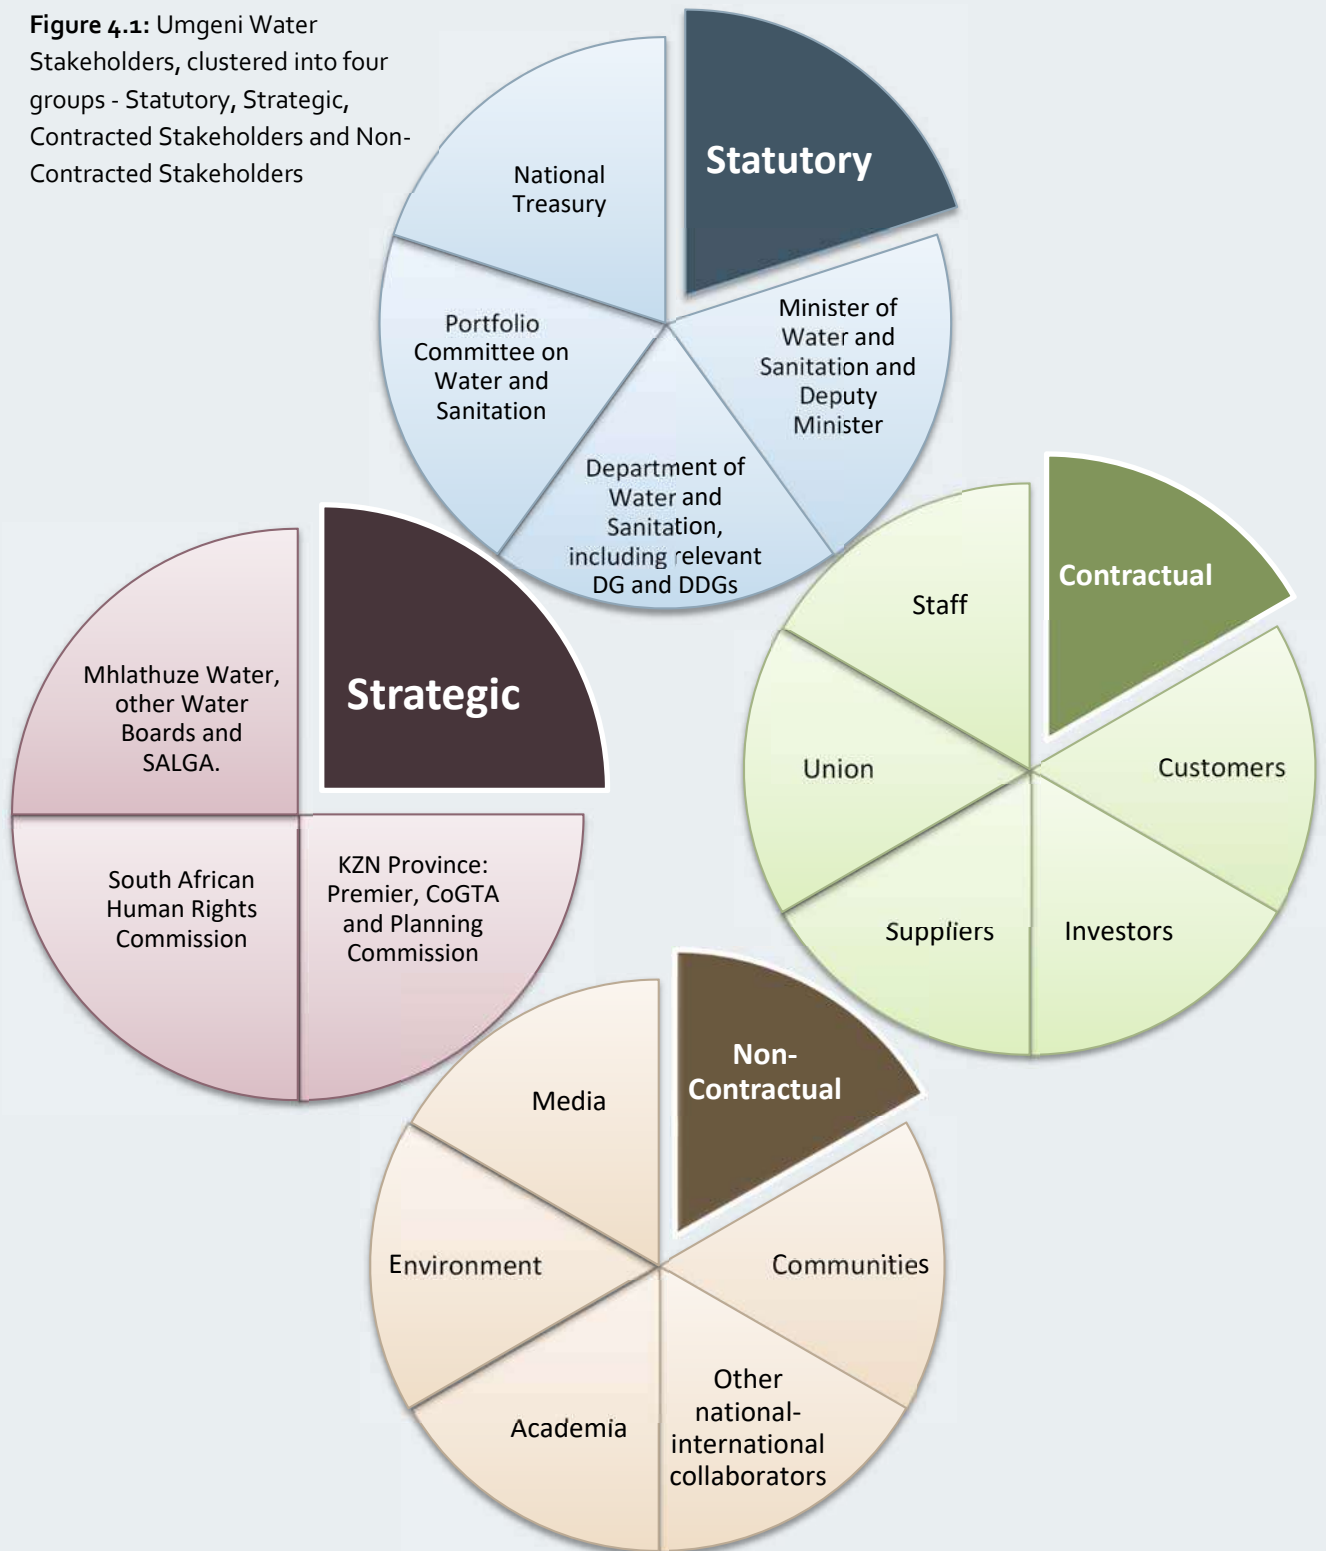 Figure 4.1: Umgeni Water
Stakeholders, clustered into four
groups - Statutory, Strategic,
Contracted Stakeholders and Non-
Contracted Stakeholders
Statutory
National
Treasury
Minister of
Water and
Sanitation and
Deputy
Minister
Portfolio
Committee on
Water and
Sanitation
Department of
Water and
Sanitation,
including relevant
DG and DDGs
Contractual
Staff
Union
Customers
Suppliers
Investors
Strategic
Mhlathuze Water,
other Water
Boards and
SALGA.
South African
Human Rights
Commission
KZN Province:
Premier, CoGTA
and Planning
Commission
Non-
Contractual
Media
Environment
Communities
Academia
Other
national-
international
collaborators